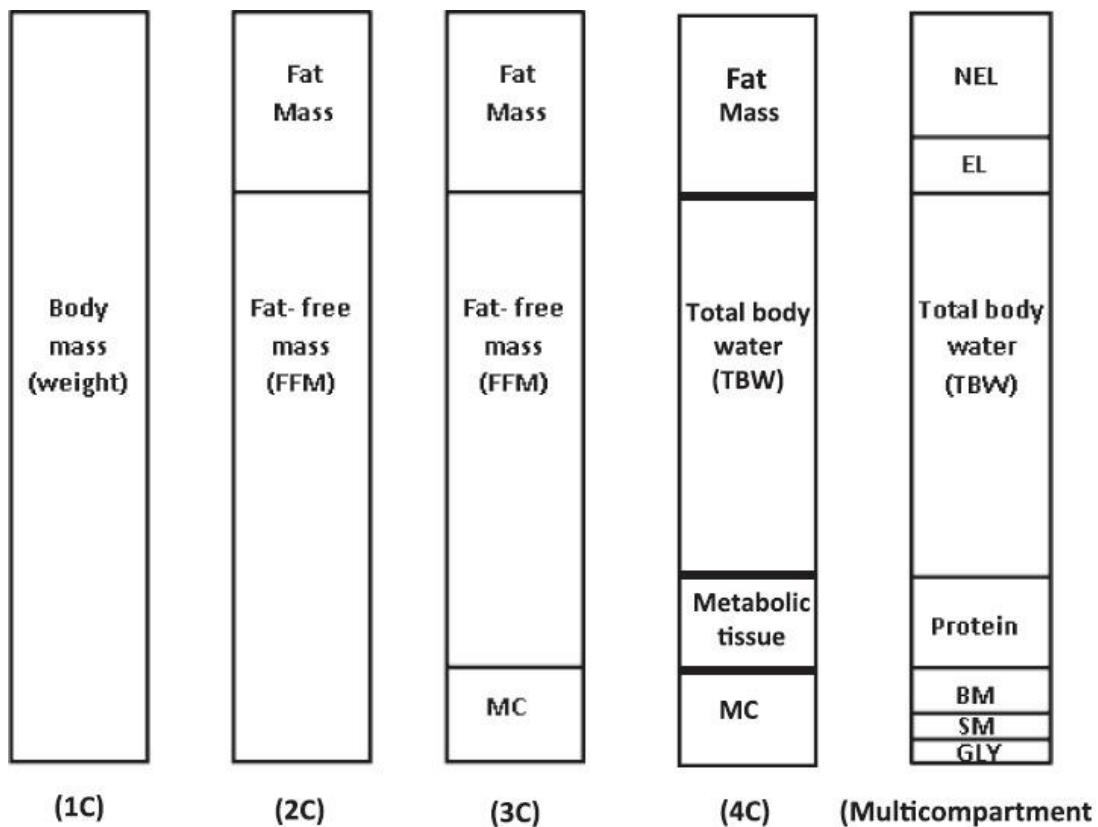 Body
mass
(weight)
(1C)
Fat
Mass
Fat- free
mass
(FFM)
(2C)
Fat
Mass
Fat- free
mass
(FFM)
MC
(3C)
Fat
Mass
Total body
water
(TBW)
Metabolic
tissue
MC
(4C)
NEL
EL
Total body
water
(TBW)
Protein
BM
SM
GLY
(Multicompartment